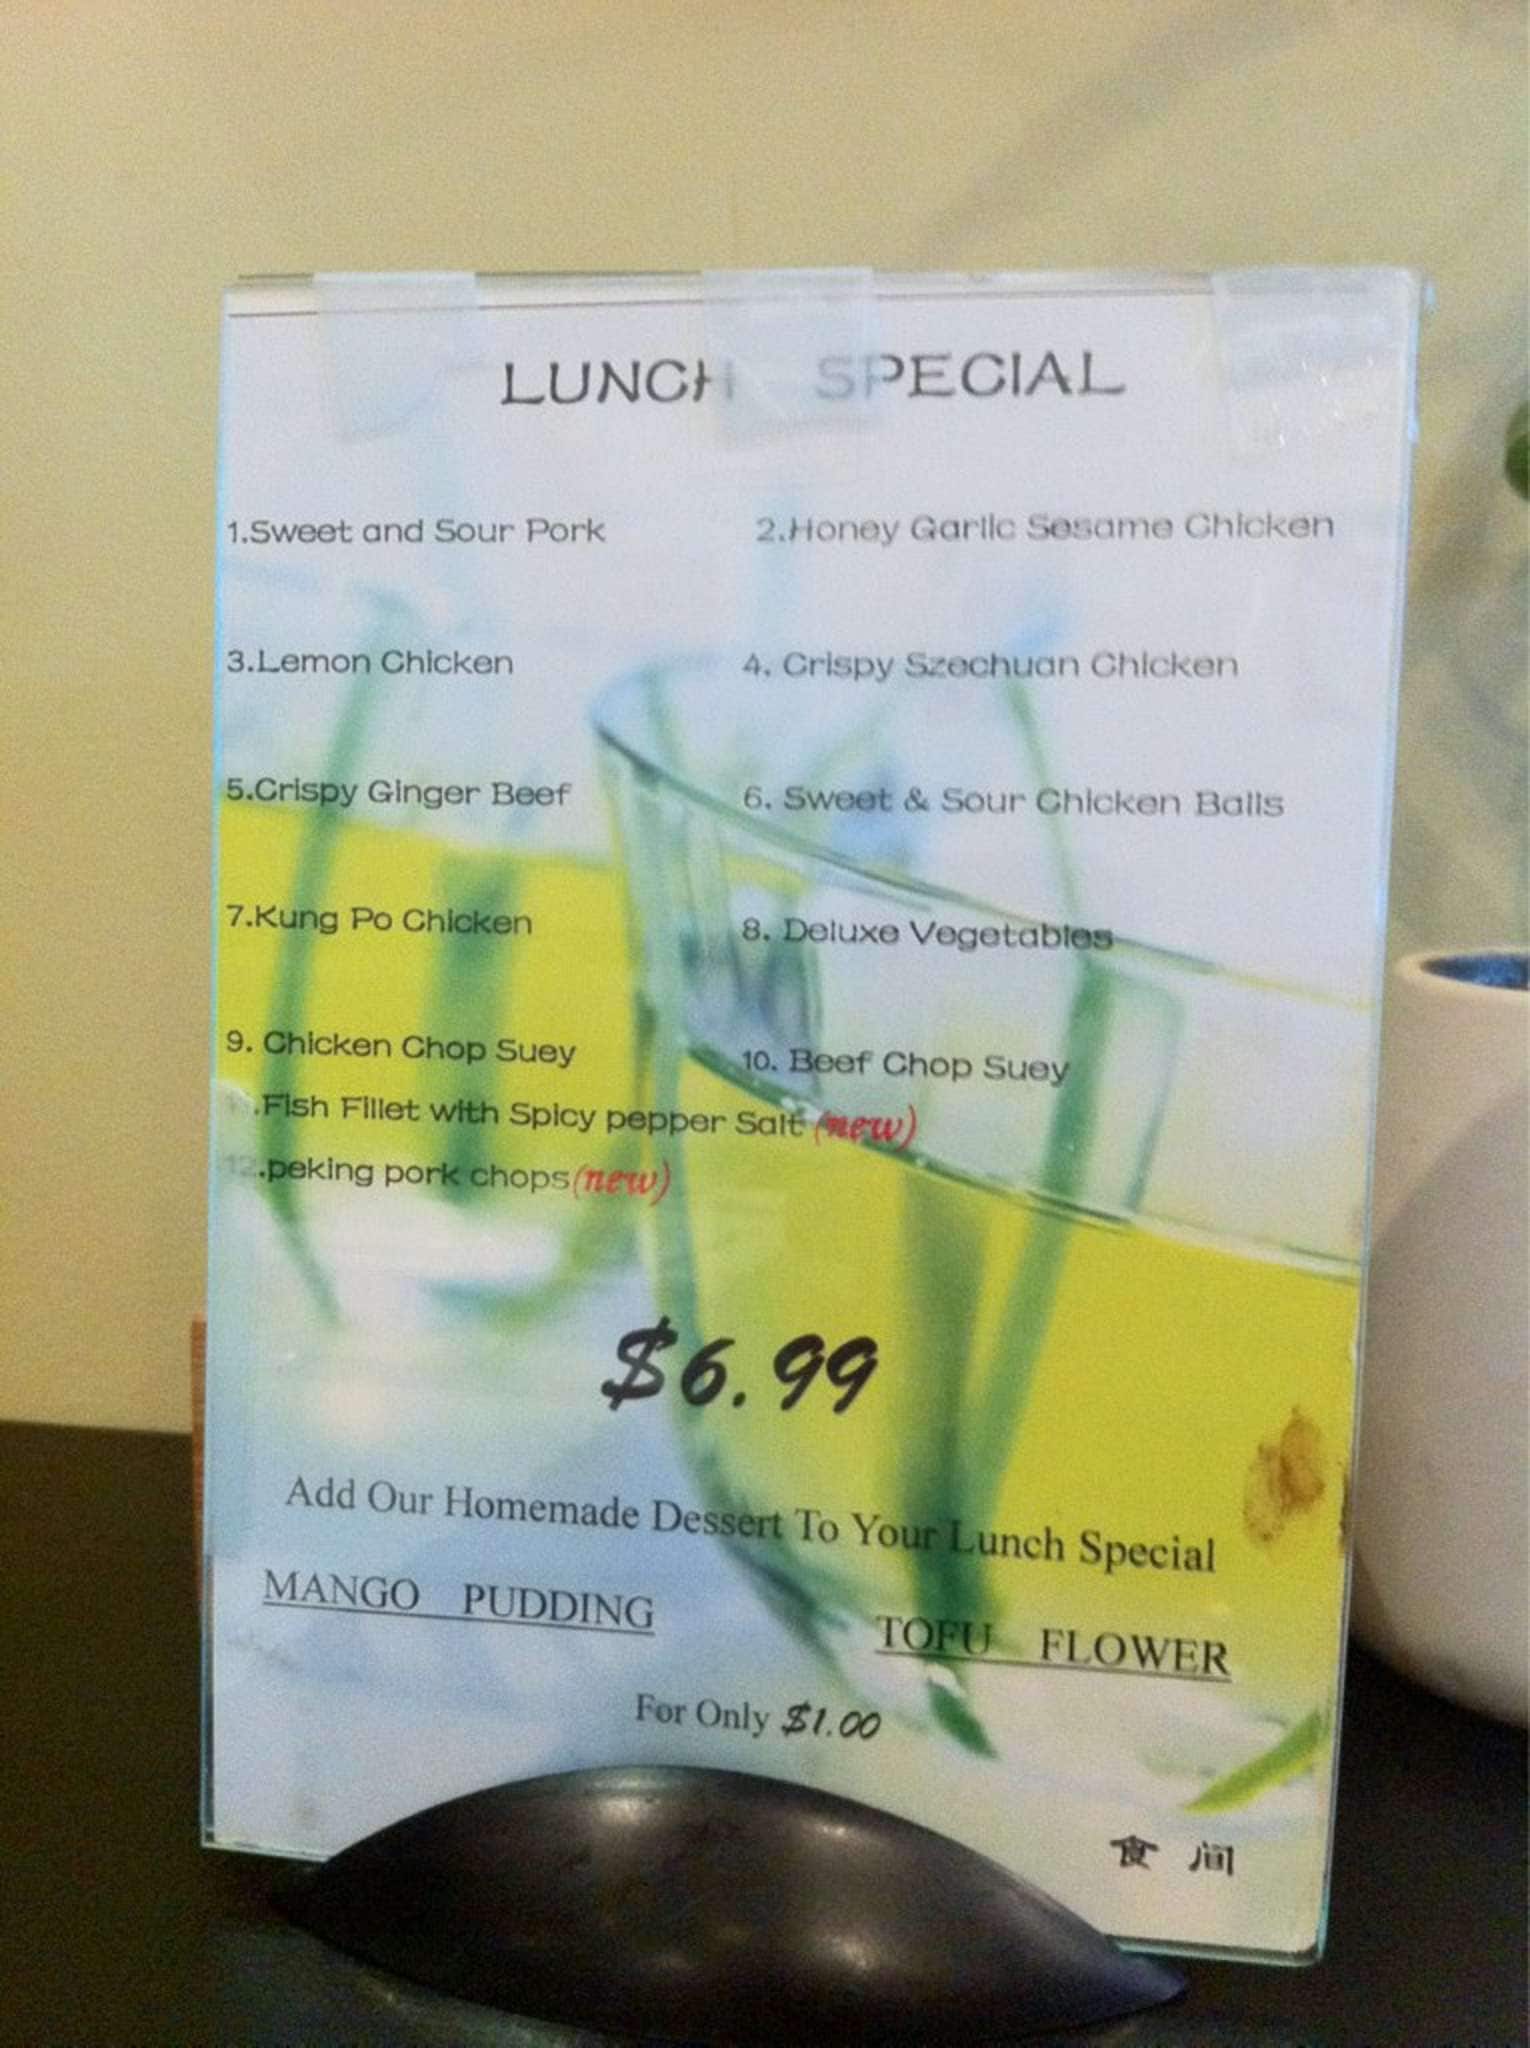 LUNCH SPECIAL
1.Sweet and Sour Pork 2.Honey Garlic Sesame Chicken
3.Lemon Chicken 4. Crispy Szechuan Chicken
5.Crispy Ginger Beef 6. Sweet & Sour Chicken Balls
7.Kung Po Chicken 8. Deluxe Vegetables
9. Chicken Chop Suey 10. Beef Chop Suey
11.Fish Fillet with Spicy pepper Salt (new)
12.peking pork chops(new)
$6.99
Add Our Homemade Dessert To Your Lunch Special
MANGO PUDDING TOFU FLOWER
For Only $1.00
食 间